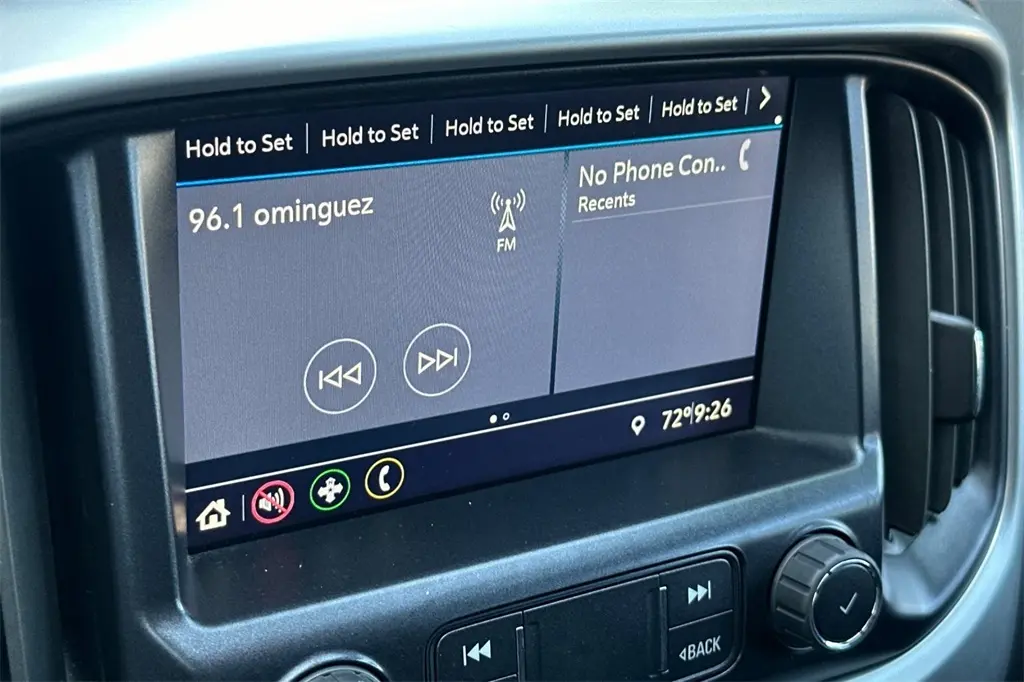 Hold to Set Hold to Set Hold to Set Hold to Set Hold to Set
96.1 ominguez
FM
No Phone Con..
Recents
72° 9:26
BACK